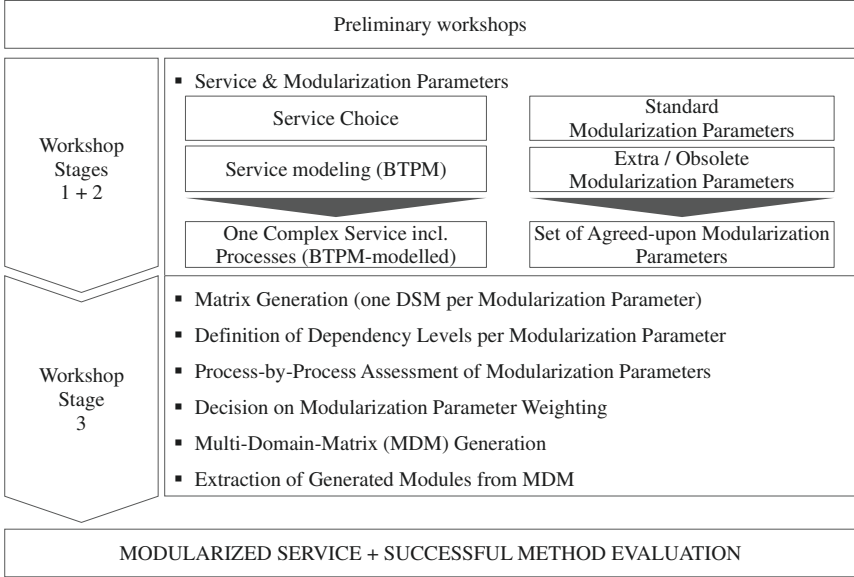 Preliminary workshops
Workshop
Stages
1 + 2
▪ Service & Modularization Parameters
Service Choice
Service modeling (BTPM)
One Complex Service incl.
Processes (BTPM-modelled)
Standard
Modularization Parameters
Extra / Obsolete
Modularization Parameters
Set of Agreed-upon Modularization
Parameters
Workshop
Stage
3
▪ Matrix Generation (one DSM per Modularization Parameter)
▪ Definition of Dependency Levels per Modularization Parameter
▪ Process-by-Process Assessment of Modularization Parameters
▪ Decision on Modularization Parameter Weighting
▪ Multi-Domain-Matrix (MDM) Generation
▪ Extraction of Generated Modules from MDM
MODULARIZED SERVICE + SUCCESSFUL METHOD EVALUATION